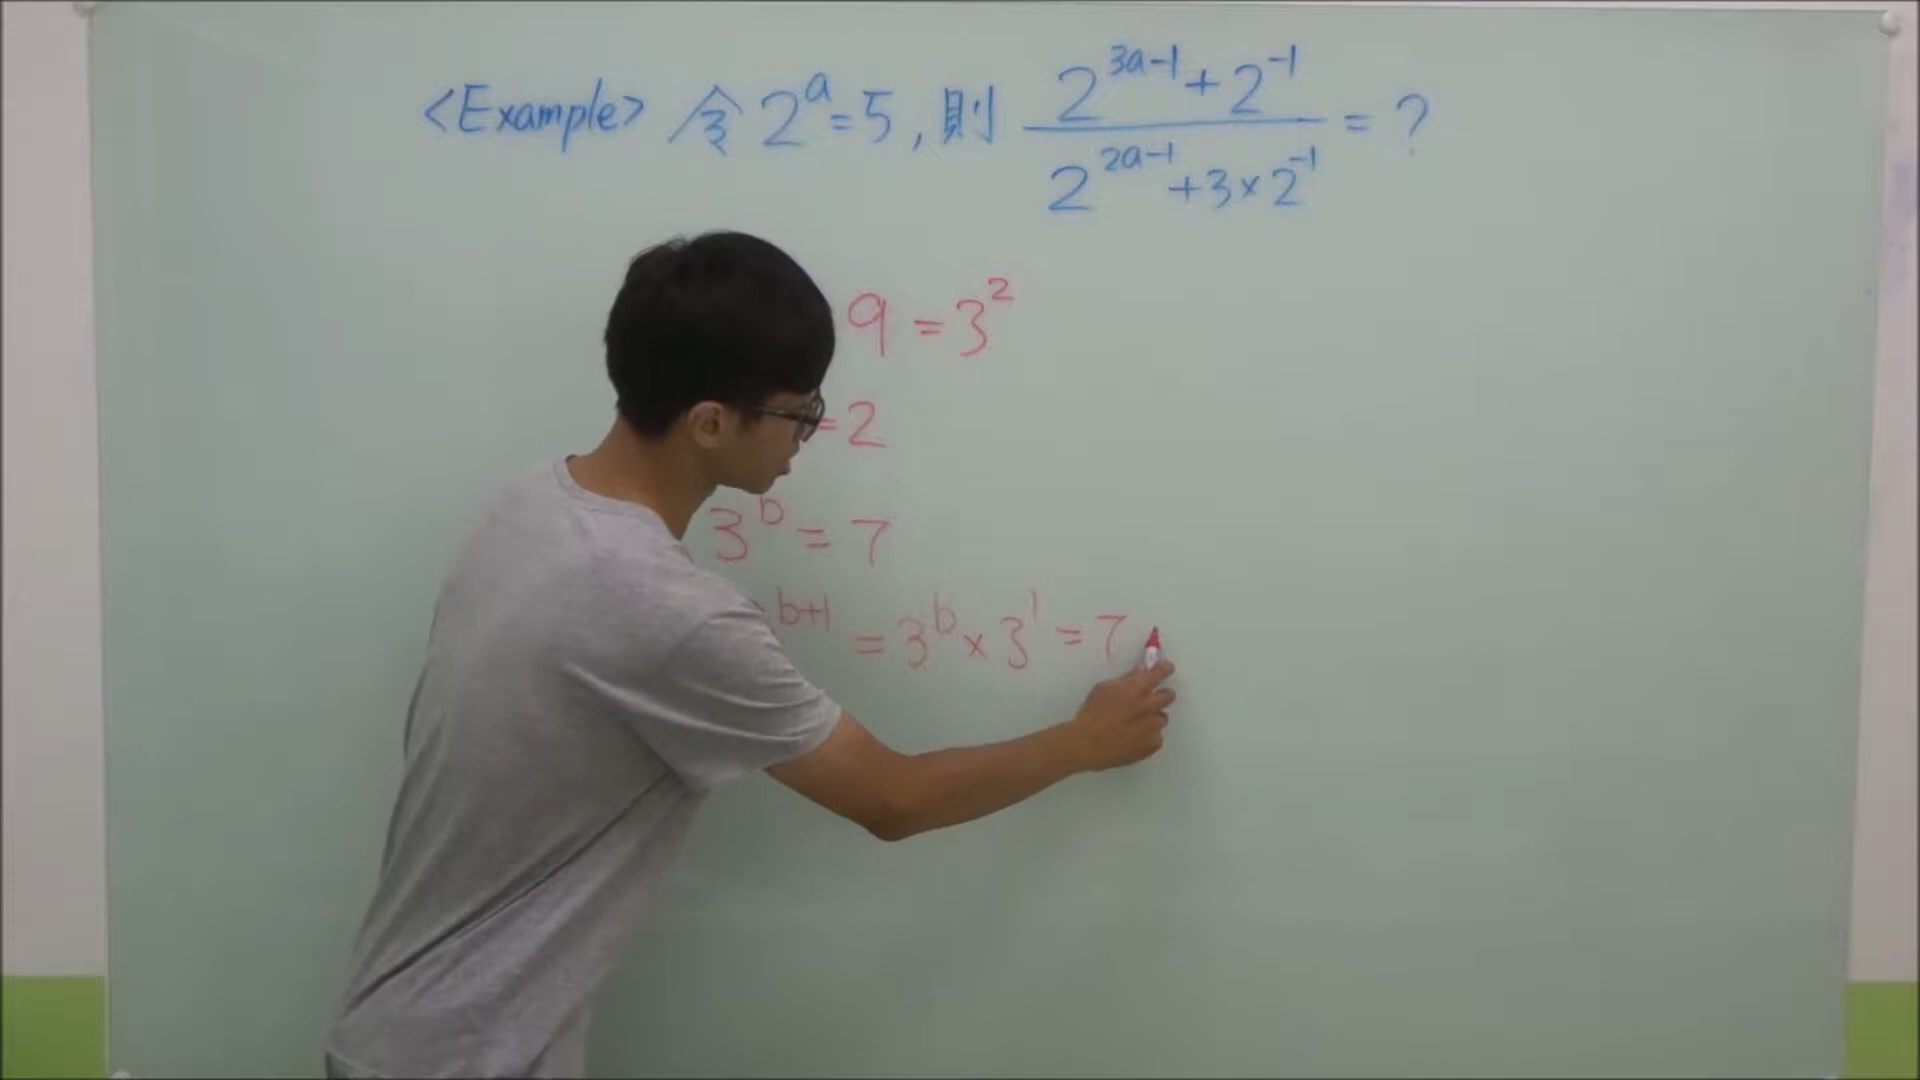 <Example> 令 2^a = 5 , 則 (2^(3a-1) + 2^(-1)) / (2^(2a-1) + 3 × 2^(-1)) = ?
9 = 3^2
= 2
3^b = 7
b+1 = 3^b × 3^1 = 7